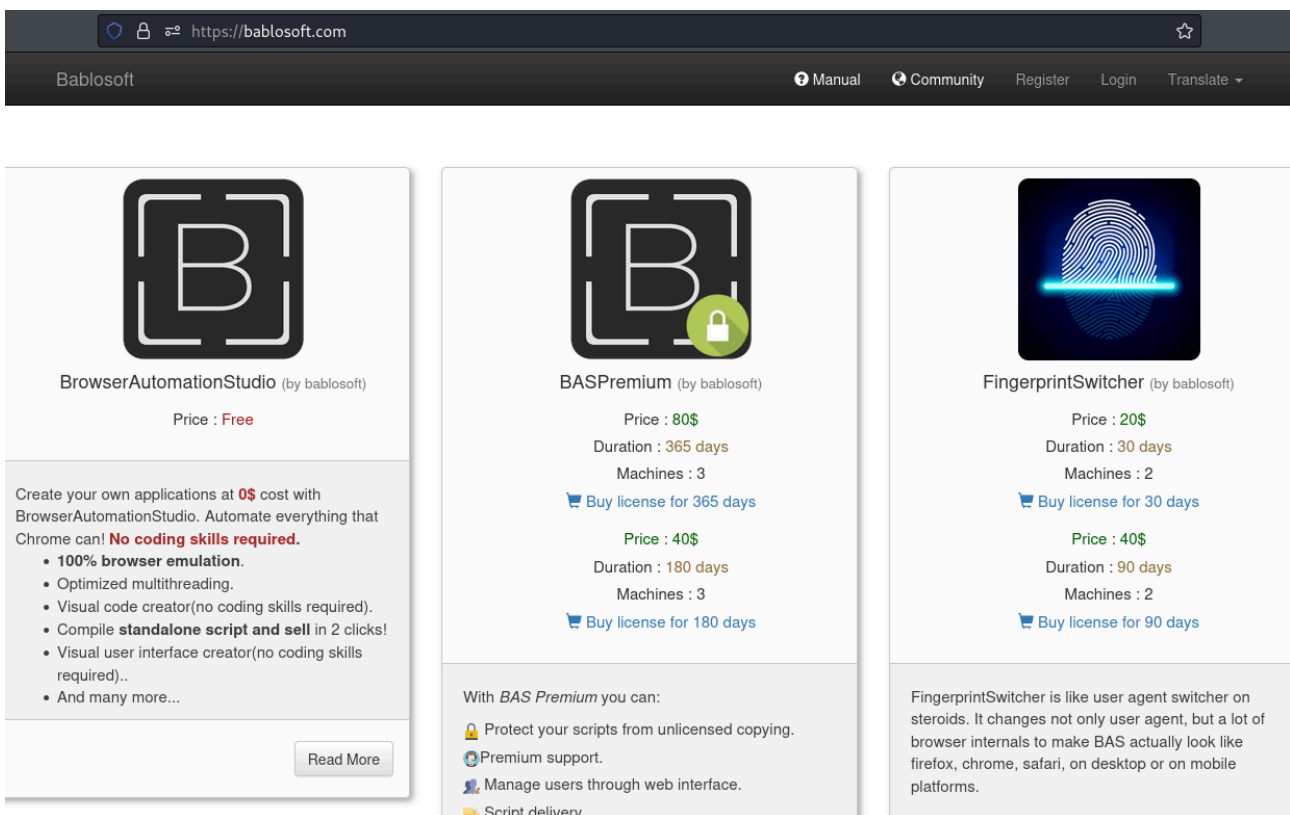 https://bablosoft.com
Bablosoft
Manual
Community
Register
Login
Translate
BrowserAutomationStudio (by bablosoft)
Price : Free
Create your own applications at 0$ cost with
BrowserAutomationStudio. Automate everything that
Chrome can! No coding skills required.
• 100% browser emulation.
• Optimized multithreading.
• Visual code creator(no coding skills required).
• Compile standalone script and sell in 2 clicks!
• Visual user interface creator(no coding skills
required)..
• And many more...
Read More
BASPremium (by bablosoft)
Price : 80$
Duration : 365 days
Machines : 3
Buy license for 365 days
Price : 40$
Duration : 180 days
Machines : 3
Buy license for 180 days
With BAS Premium you can:
Protect your scripts from unlicensed copying.
Premium support.
Manage users through web interface.
Script delivery
FingerprintSwitcher (by bablosoft)
Price : 20$
Duration : 30 days
Machines : 2
Buy license for 30 days
Price : 40$
Duration : 90 days
Machines : 2
Buy license for 90 days
FingerprintSwitcher is like user agent switcher on
steroids. It changes not only user agent, but a lot of
browser internals to make BAS actually look like
firefox, chrome, safari, on desktop or on mobile
platforms.